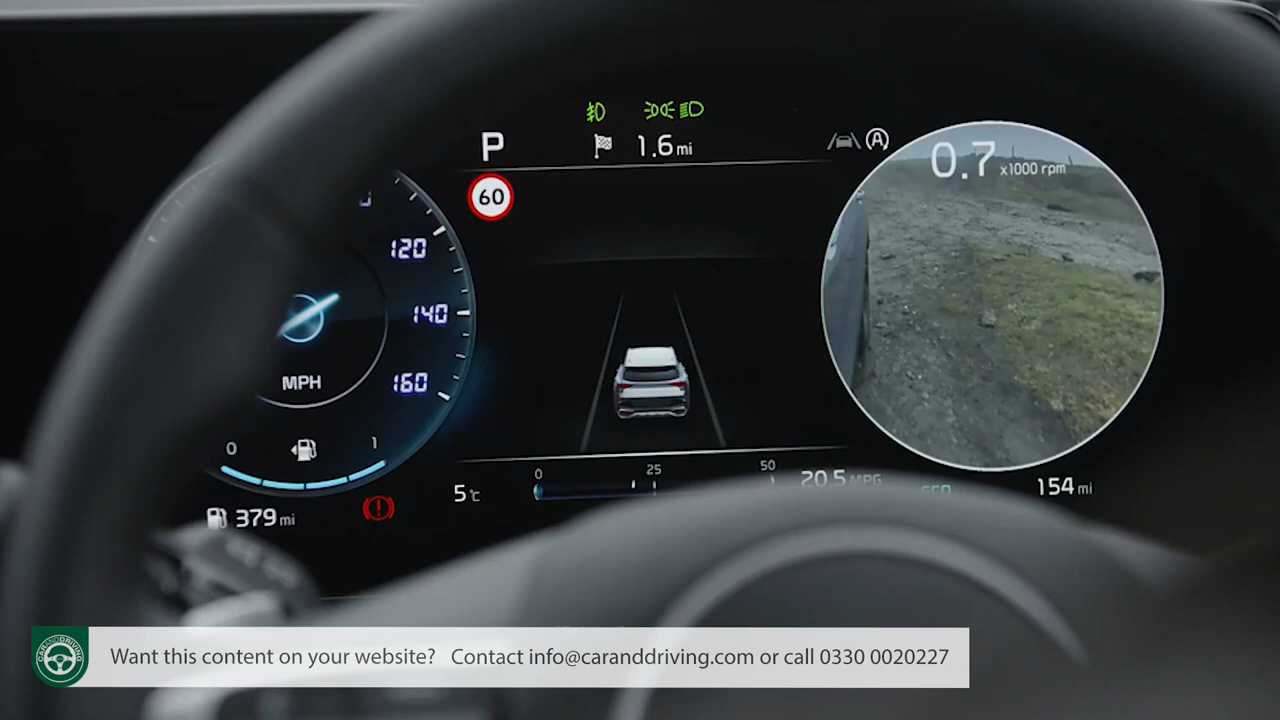 P
1.6 mi
A
0.7 x1000 rpm
60
120
140
160
MPH
0
1
0
25
50
5°C
20.5 MPG
ECO
154 mi
379 mi
CARANDDRIVING
Want this content on your website? Contact info@caranddriving.com or call 0330 0020227